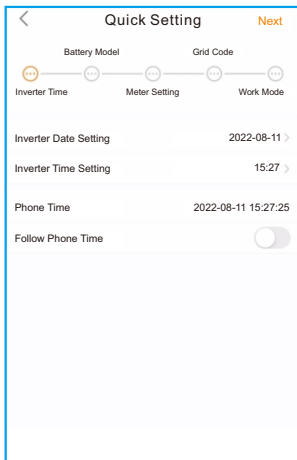 Quick Setting Next
Battery Model Grid Code
Inverter Time Meter Setting Work Mode
Inverter Date Setting 2022-08-11
Inverter Time Setting 15:27
Phone Time 2022-08-11 15:27:25
Follow Phone Time